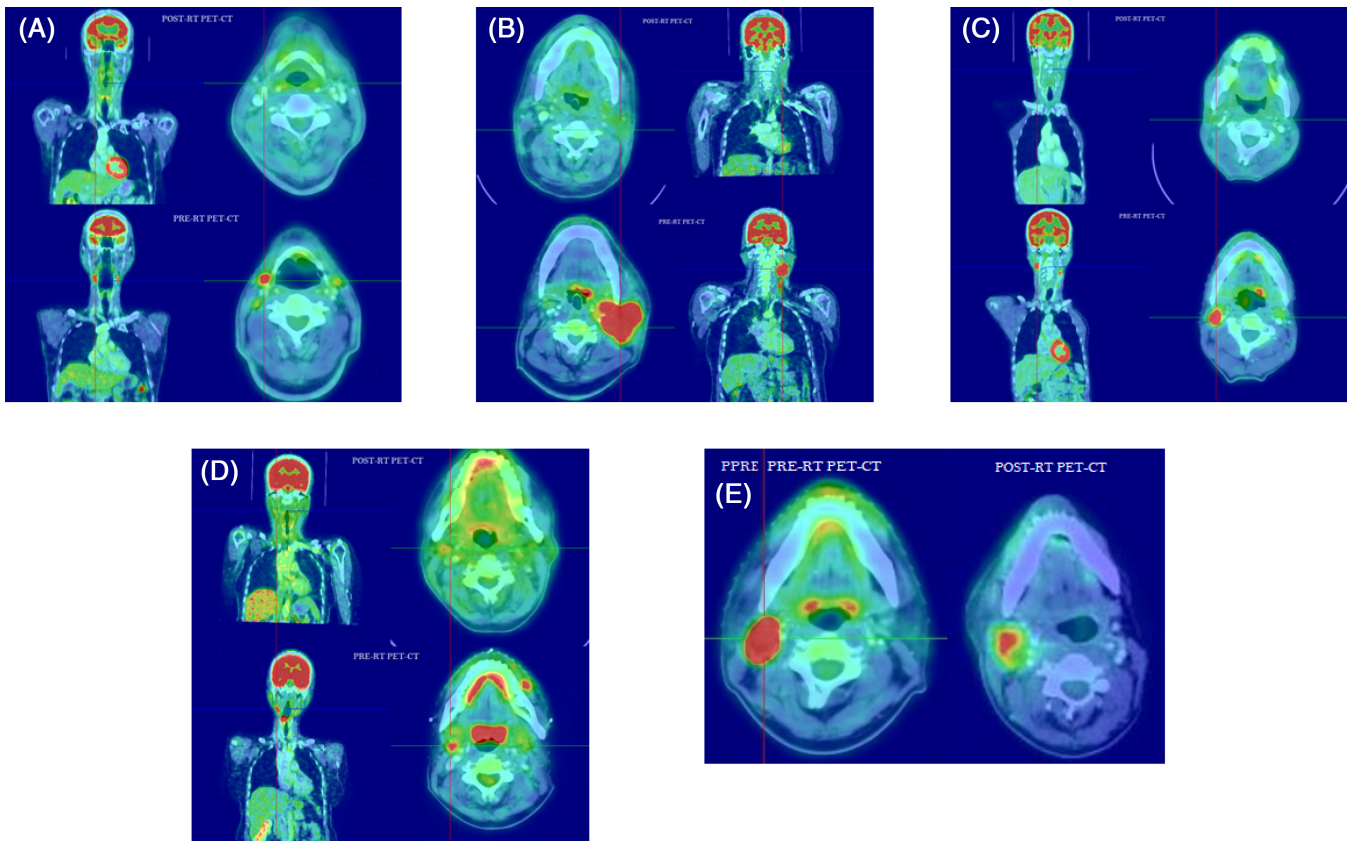 (A)
POST-RT PET-CT
PRE-RT PET-CT
(B)
POST-RT PET-CT
PRE-RT PET-CT
(C)
POST-RT PET-CT
PRE-RT PET-CT
(D)
POST-RT PET-CT
PRE-RT PET-CT
PPRE PRE-RT PET-CT
POST-RT PET-CT
(E)